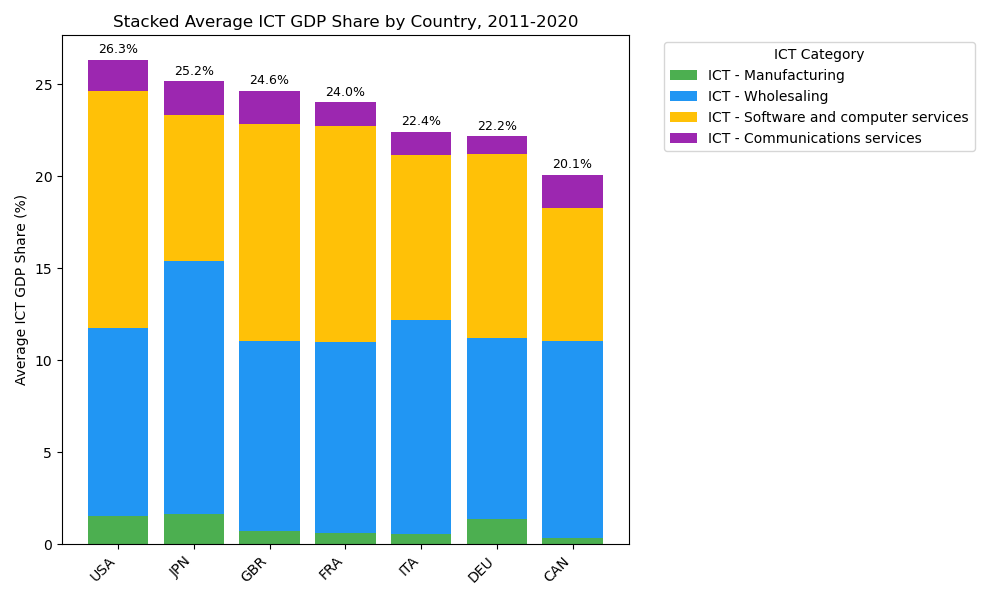 Stacked Average ICT GDP Share by Country, 2011-2020
Average ICT GDP Share (%)
25
20
15
10
5
0
26.3%
25.2%
24.6%
24.0%
22.4%
22.2%
20.1%
USA
JPN
GBR
FRA
ITA
DEU
CAN
ICT Category
ICT - Manufacturing
ICT - Wholesaling
ICT - Software and computer services
ICT - Communications services